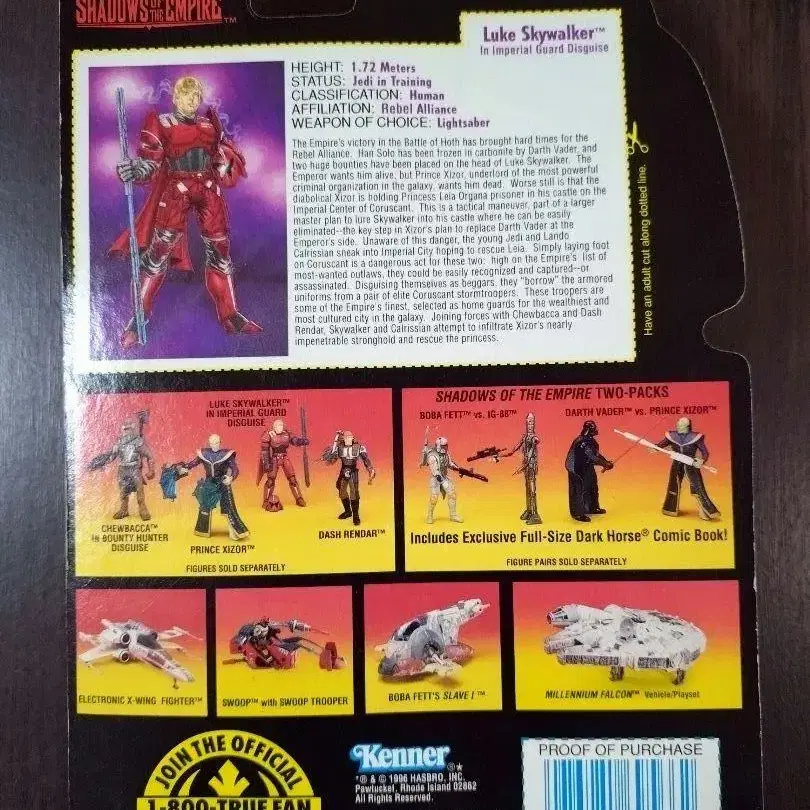 SHADOWS OF THE EMPIRE™
Luke Skywalker™
In Imperial Guard Disguise
HEIGHT: 1.72 Meters
STATUS: Jedi in Training
CLASSIFICATION: Human
AFFILIATION: Rebel Alliance
WEAPON OF CHOICE: Lightsaber
The Empire's victory in the Battle of Hoth has brought hard times for the
Rebel Alliance. Han Solo has been frozen in carbonite by Darth Vader, and
two huge bounties have been placed on the head of Luke Skywalker. The
Emperor wants him alive, but Prince Xizor, underlord of the most powerful
criminal organization in the galaxy, wants him dead. Worse still is that the
diabolical Xizor is holding Princess Leia Organa prisoner in his castle on the
Imperial Center of Coruscant. This is a tactical maneuver, part of a larger
master plan to lure Skywalker into his castle where he can be easily
eliminated--the key step in Xizor's plan to replace Darth Vader at the
Emperor's side. Unaware of this danger, the young Jedi and Lando
Calrissian sneak into Imperial City hoping to rescue Leia. Simply laying foot
on Coruscant is a dangerous act for these two: high on the Empire's list of
most-wanted outlaws, they could be easily recognized and captured--or
assassinated. Disguising themselves as beggars, they "borrow" the armored
uniforms from a pair of elite Coruscant stormtroopers. These troopers are
some of the Empire's finest, selected as home guards for the wealthiest and
most cultured city in the galaxy. Joining forces with Chewbacca and Dash
Rendar, Skywalker and Calrissian attempt to infiltrate Xizor's nearly
impenetrable stronghold and rescue the princess.
Have an adult cut along dotted line.
LUKE SKYWALKER™
IN IMPERIAL GUARD
DISGUISE
CHEWBACCA™
IN BOUNTY HUNTER
DISGUISE
PRINCE XIZOR™
DASH RENDAR™
FIGURES SOLD SEPARATELY
SHADOWS OF THE EMPIRE TWO-PACKS
BOBA FETT™ vs. IG-88™
DARTH VADER™ vs. PRINCE XIZOR™
Includes Exclusive Full-Size Dark Horse® Comic Book!
FIGURE PAIRS SOLD SEPARATELY
ELECTRONIC X-WING FIGHTER™
SWOOP™ with SWOOP TROOPER
BOBA FETT'S SLAVE I™
MILLENNIUM FALCON™ Vehicle/Playset
JOIN THE OFFICIAL
1-800-TRUE FAN
Kenner®*
*® & © 1996 HASBRO, INC.
Pawtucket, Rhode Island 02862
All Rights Reserved.
PROOF OF PURCHASE